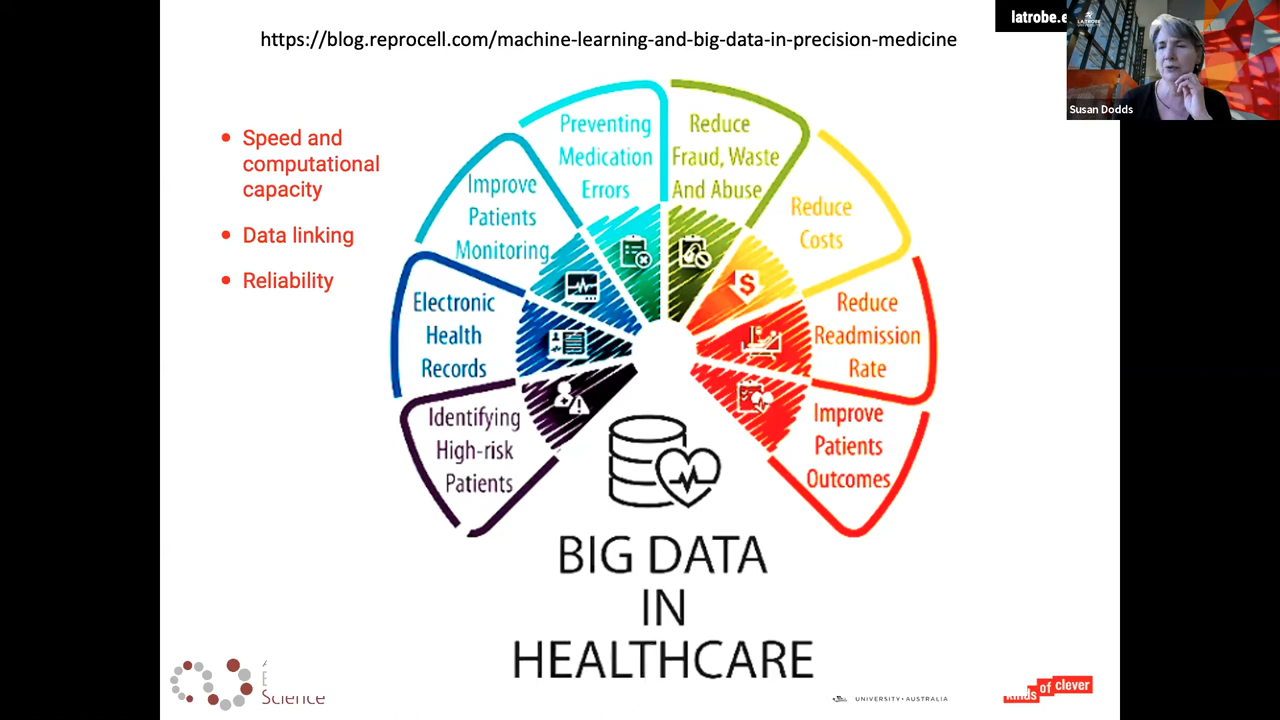 https://blog.reprocell.com/machine-learning-and-big-data-in-precision-medicine
latrobe.e
LA TROBE
Susan Dodds
• Speed and
computational
capacity
• Data linking
• Reliability
Identifying
High-risk
Patients
Electronic
Health
Records
Improve
Patients
Monitoring
Preventing
Medication
Errors
Reduce
Fraud, Waste
And Abuse
$
Reduce
Costs
Reduce
Readmission
Rate
Improve
Patients
Outcomes
BIG DATA
IN
HEALTHCARE
Science
UNIVERSITY • AUSTRALIA
kinds of clever